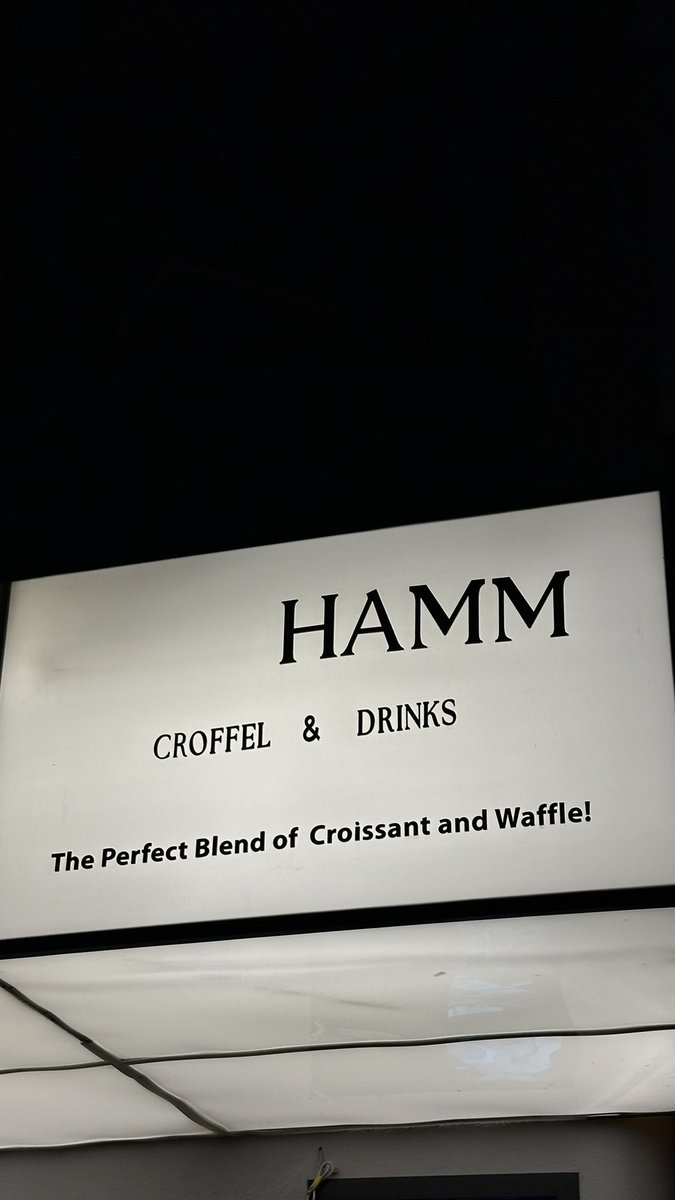 HAMM
CROFFEL & DRINKS
The Perfect Blend of Croissant and Waffle!